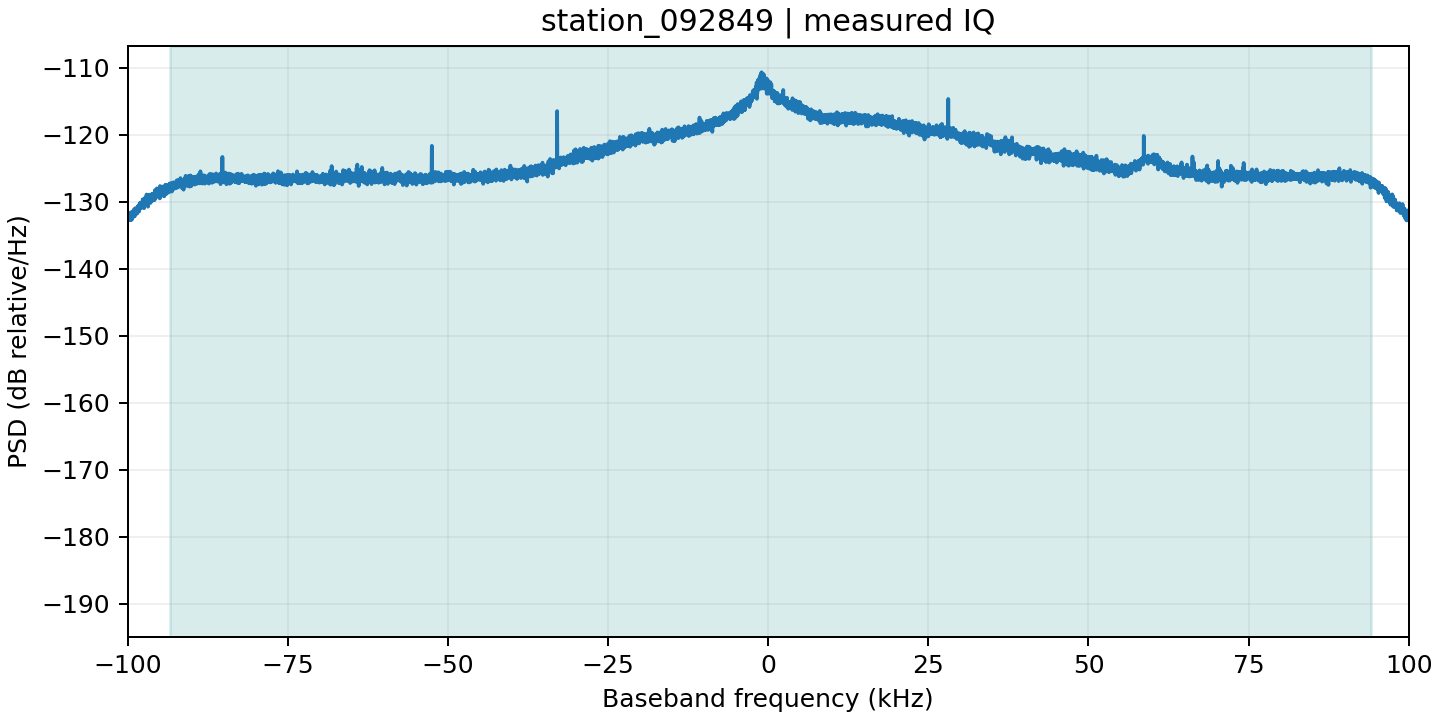 station_092849 | measured IQ
PSD (dB relative/Hz)
−110
−120
−130
−140
−150
−160
−170
−180
−190
−100 −75 −50 −25 0 25 50 75 100
Baseband frequency (kHz)